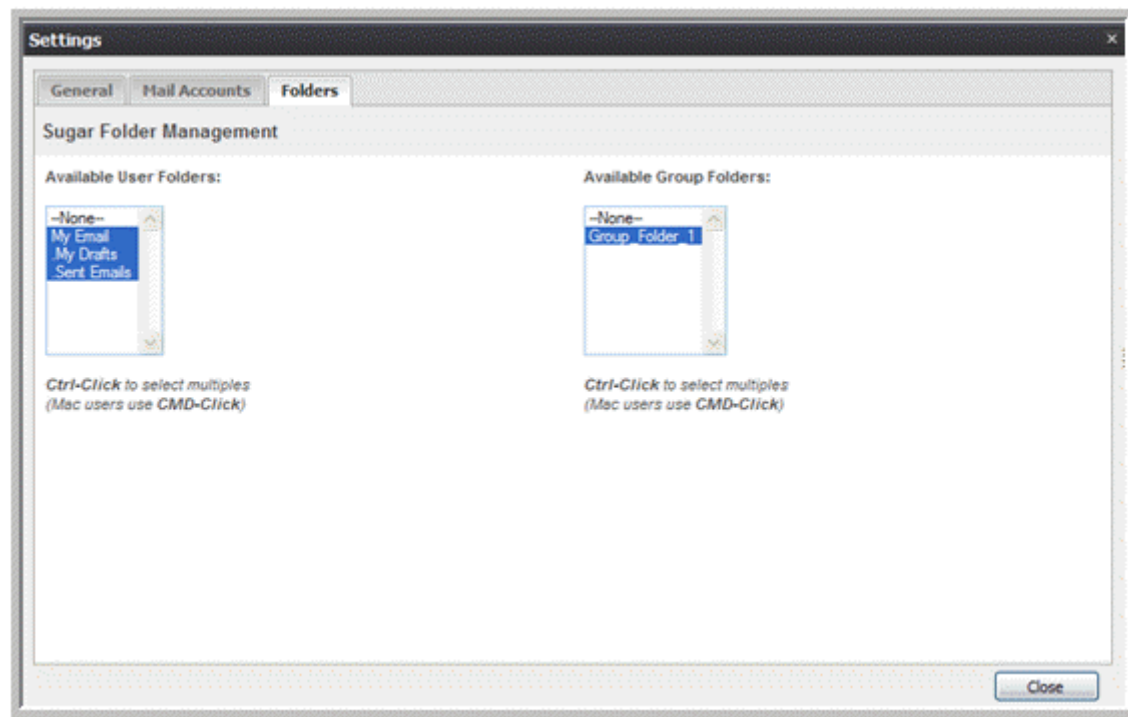 Settings
General Mail Accounts Folders
Sugar Folder Management
Available User Folders:
--None--
My Email
.My Drafts
.Sent Emails
Ctrl-Click to select multiples
(Mac users use CMD-Click)
Available Group Folders:
--None--
Group_Folder_1
Ctrl-Click to select multiples
(Mac users use CMD-Click)
Close